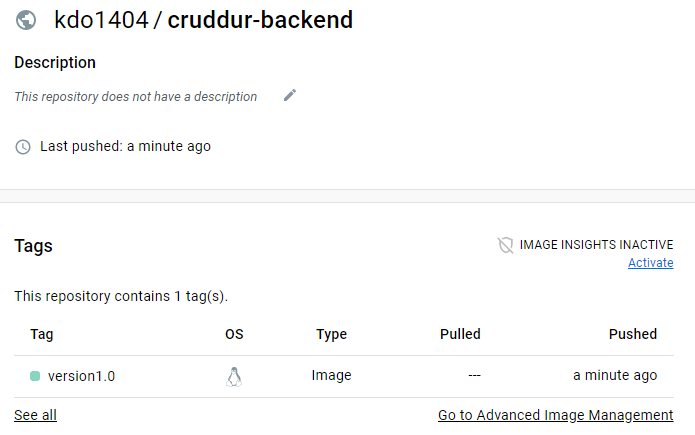 kdo1404 / cruddur-backend
Description
This repository does not have a description
Last pushed: a minute ago
Tags
IMAGE INSIGHTS INACTIVE
Activate
This repository contains 1 tag(s).
Tag OS Type Pulled Pushed
version1.0 Image --- a minute ago
See all Go to Advanced Image Management